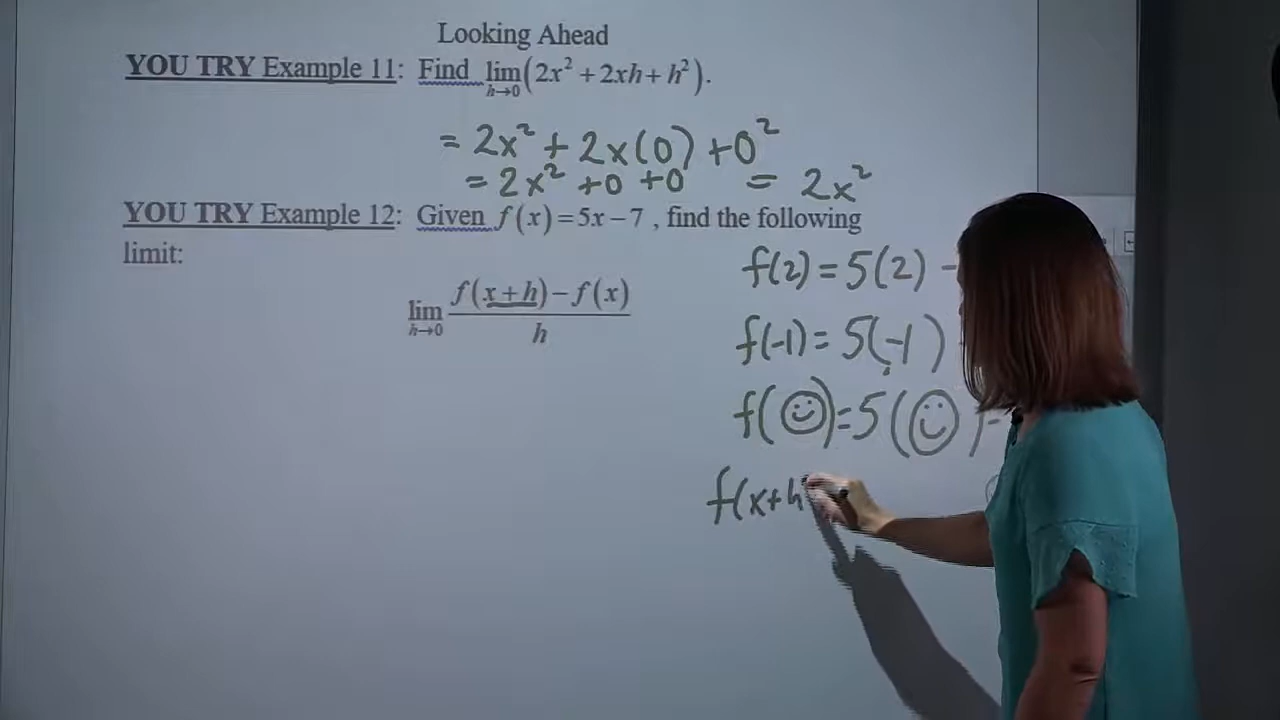 Looking Ahead
YOU TRY Example 11: Find lim h→0 (2x² + 2xh + h²).
= 2x² + 2x(0) + 0²
= 2x² + 0 + 0 = 2x²
YOU TRY Example 12: Given f(x) = 5x − 7, find the following
limit:
lim h→0 f(x+h) − f(x) / h
f(2) = 5(2) -
f(-1) = 5(-1)
f(☺) = 5(☺) -
f(x+h